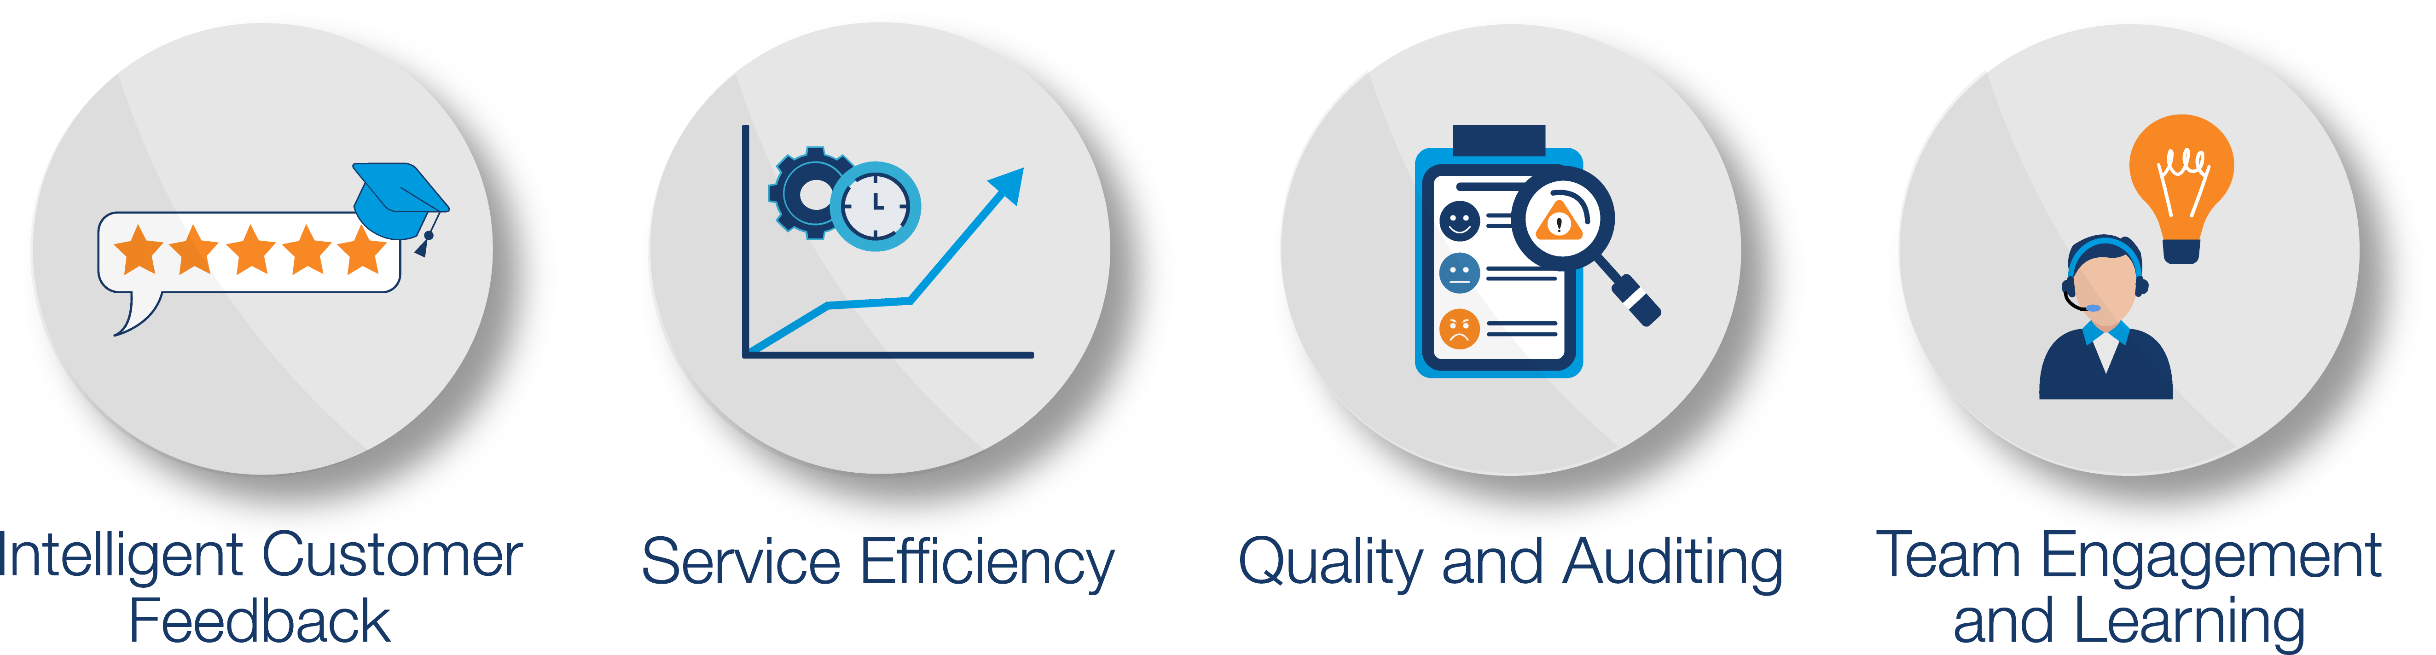 Intelligent Customer
Feedback
Service Efficiency
Quality and Auditing
Team Engagement
and Learning